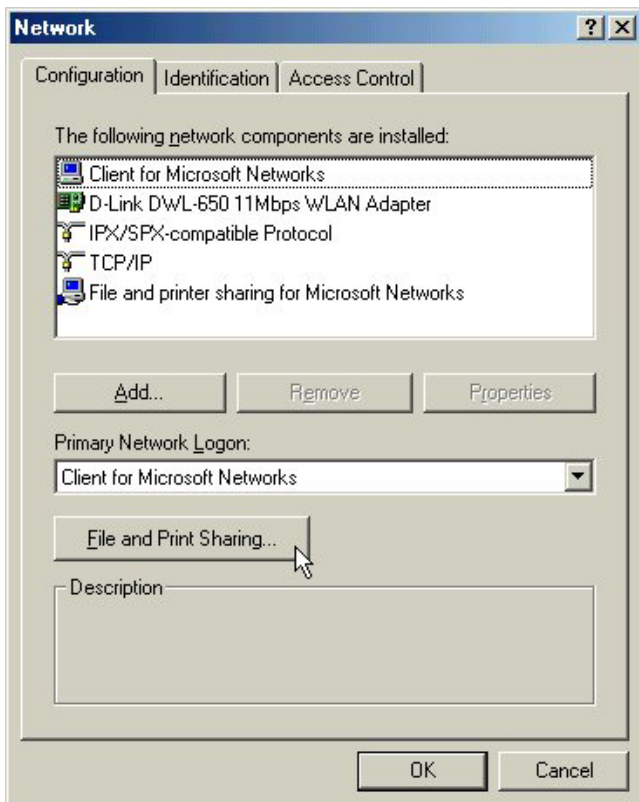 Network
Configuration Identification Access Control
The following network components are installed:
Client for Microsoft Networks
D-Link DWL-650 11Mbps WLAN Adapter
IPX/SPX-compatible Protocol
TCP/IP
File and printer sharing for Microsoft Networks
Add... Remove Properties
Primary Network Logon:
Client for Microsoft Networks
File and Print Sharing...
Description
OK Cancel